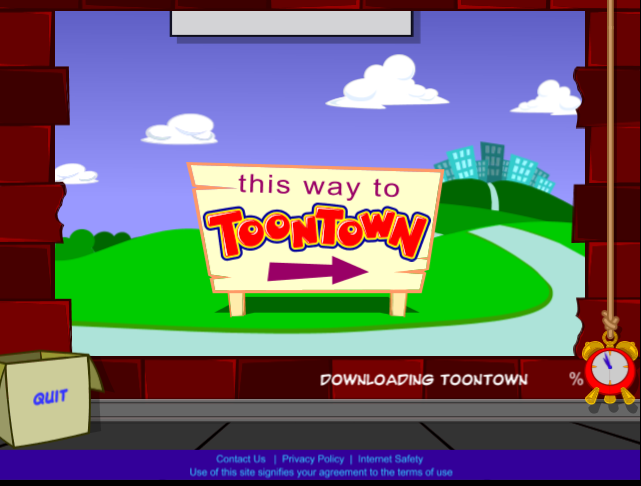 this way to
TOONTOWN
DOWNLOADING TOONTOWN %
QUIT
Contact Us | Privacy Policy | Internet Safety
Use of this site signifies your agreement to the terms of use